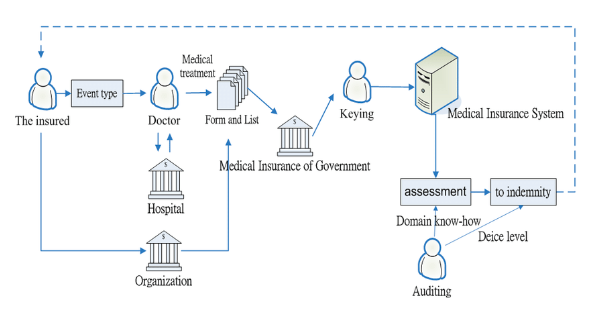 Medical
treatment
Event type
The insured
Doctor
Form and List
Keying
Medical Insurance System
Medical Insurance of Government
Hospital
assessment
to indemnity
Domain know-how
Deice level
Organization
Auditing
$
$
$